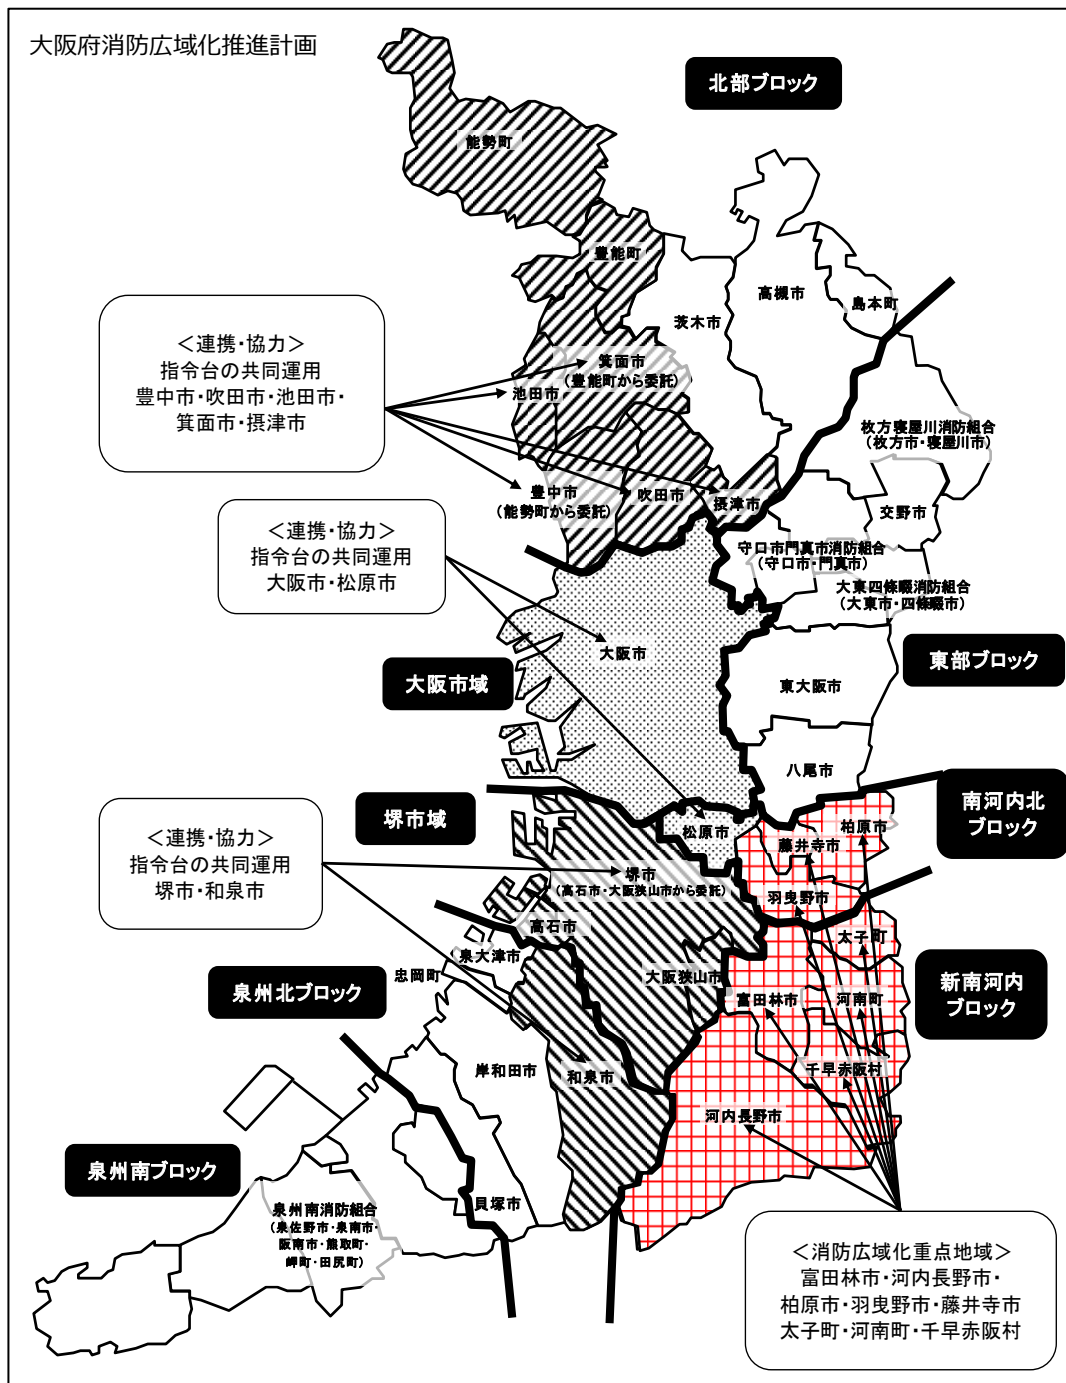 大阪府消防広域化推進計画
北部ブロック
能勢町
豊能町
高槻市
島本町
茨木市
＜連携・協力＞
指令台の共同運用
豊中市・吹田市・池田市・
箕面市・摂津市
箕面市
（豊能町から委託）
池田市
枚方寝屋川消防組合
（枚方市・寝屋川市）
豊中市
（能勢町から委託）
吹田市
摂津市
交野市
＜連携・協力＞
指令台の共同運用
大阪市・松原市
守口市門真市消防組合
（守口市・門真市）
大東四條畷消防組合
（大東市・四條畷市）
大阪市
東部ブロック
大阪市域
東大阪市
八尾市
南河内北
ブロック
堺市域
松原市
柏原市
藤井寺市
＜連携・協力＞
指令台の共同運用
堺市・和泉市
堺市
（高石市・大阪狭山市から委託）
羽曳野市
高石市
太子町
泉大津市
忠岡町
大阪狭山市
泉州北ブロック
富田林市
河南町
新南河内
ブロック
岸和田市
和泉市
千早赤阪村
河内長野市
泉州南ブロック
貝塚市
泉州南消防組合
（泉佐野市・泉南市・
阪南市・熊取町・
岬町・田尻町）
＜消防広域化重点地域＞
富田林市・河内長野市・
柏原市・羽曳野市・藤井寺市
太子町・河南町・千早赤阪村